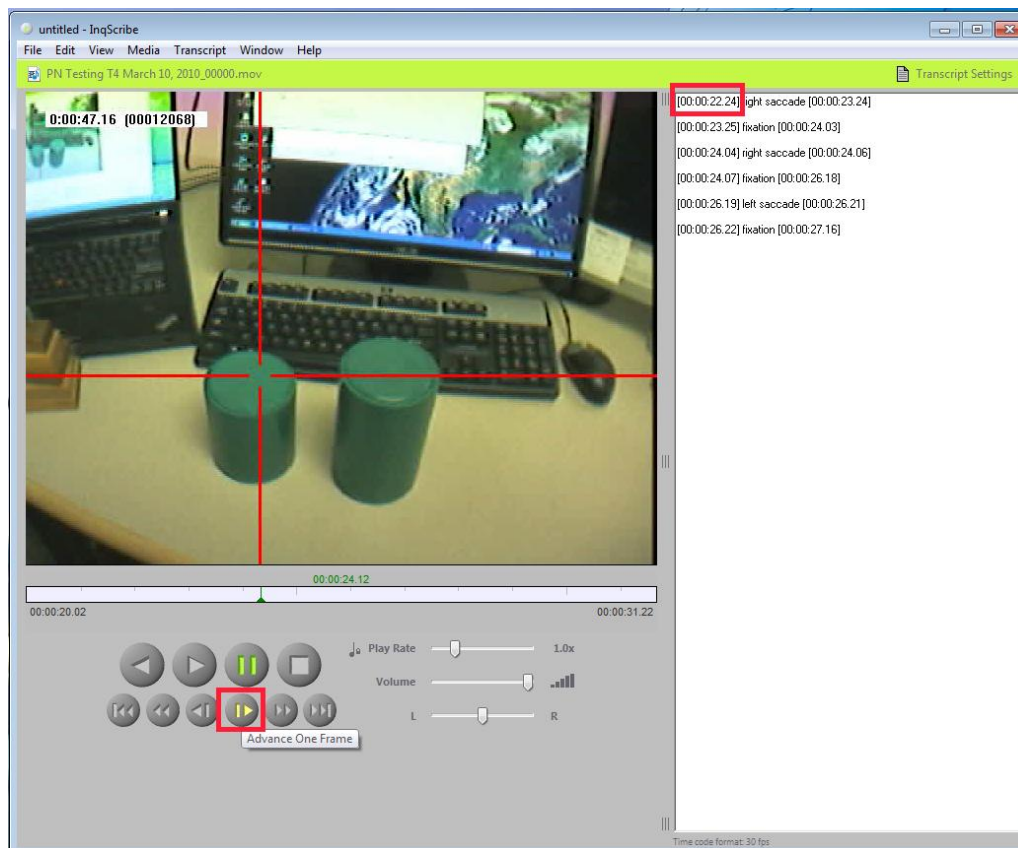 untitled - InqScribe
File Edit View Media Transcript Window Help
PN Testing T4 March 10, 2010_00000.mov
Transcript Settings
0:00:47.16 (00012068)
[00:00:22.24] right saccade [00:00:23.24]
[00:00:23.25] fixation [00:00:24.03]
[00:00:24.04] right saccade [00:00:24.06]
[00:00:24.07] fixation [00:00:26.18]
[00:00:26.19] left saccade [00:00:26.21]
[00:00:26.22] fixation [00:00:27.16]
00:00:24.12
00:00:20.02 00:00:31.22
Play Rate 1.0x
Volume
L R
Advance One Frame
Time code format: 30 fps